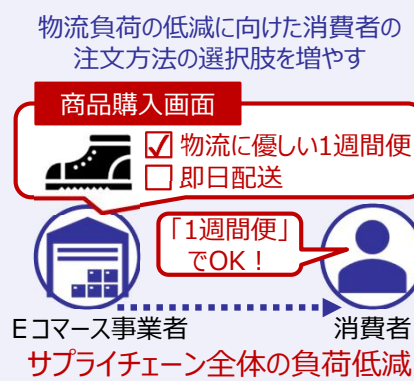 物流負荷の低減に向けた消費者の
注文方法の選択肢を増やす
商品購入画面
物流に優しい1週間便
即日配送
「1週間便」
でOK！
Eコマース事業者
消費者
サプライチェーン全体の負荷低減